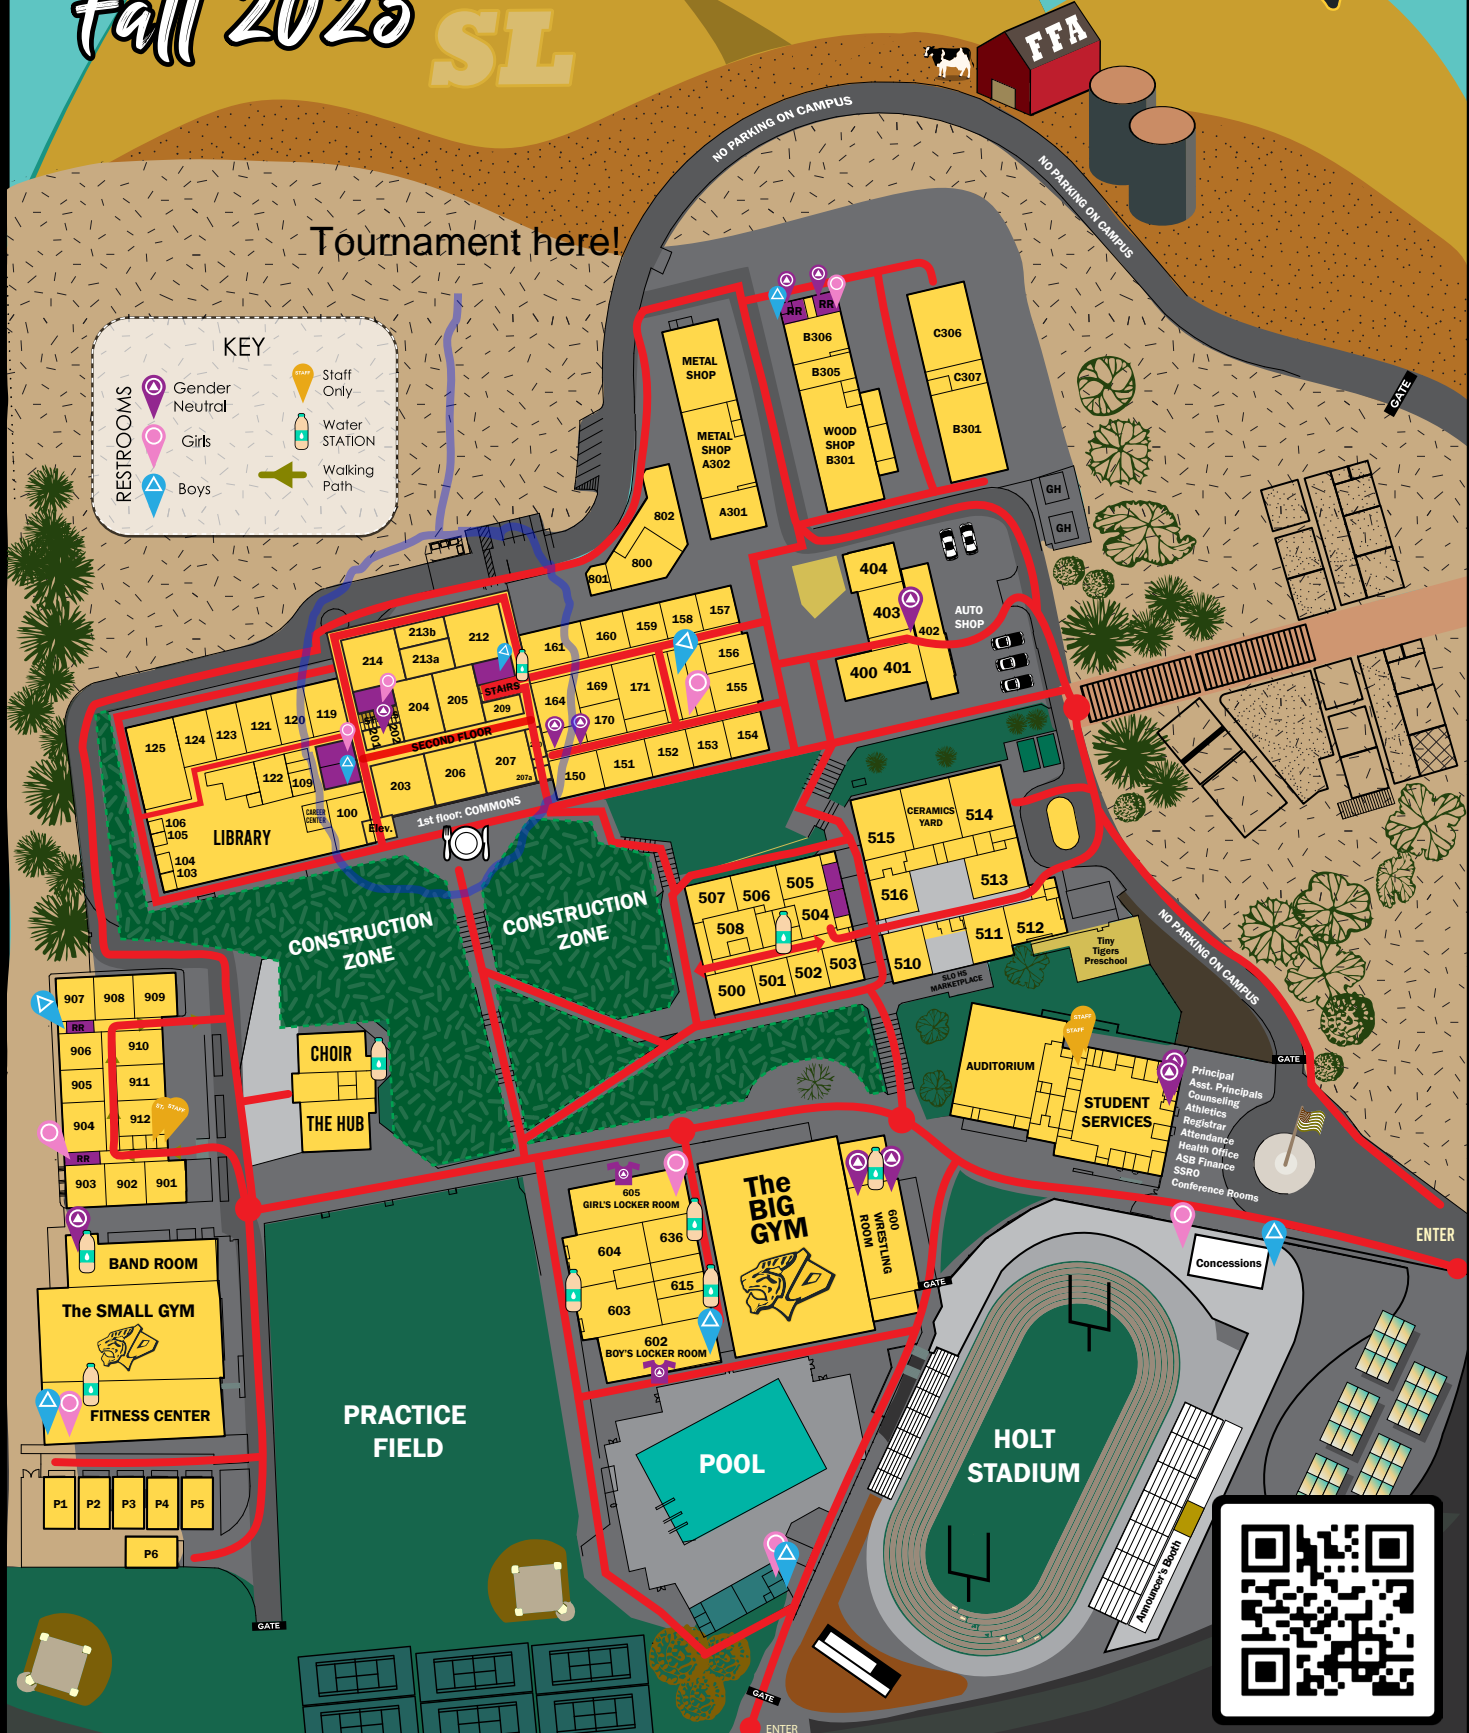 Fall 2023
SL
FFA
NO PARKING ON CAMPUS
NO PARKING ON CAMPUS
GATE
Tournament here!
KEY
RESTROOMS
Gender
Neutral
Girls
Boys
STAFF
Staff
Only
Water
STATION
Walking
Path
METAL
SHOP
METAL
SHOP
A302
A301
RR
RR
B306
B305
WOOD
SHOP
B301
C306
C307
B301
GH
GH
802
800
801
404
403
402
400
401
AUTO
SHOP
157
158
159
160
161
156
155
171
169
164
170
154
153
152
151
150
213b
212
214
213a
205
204
STAIRS
209
201
202
SECOND FLOOR
207
206
203
207a
1st floor: COMMONS
Elev.
119
120
121
123
124
125
122
109
CAREER
CENTER
100
106
105
104
103
LIBRARY
CONSTRUCTION
ZONE
CONSTRUCTION
ZONE
CERAMICS
YARD
514
515
516
513
512
511
510
SLO HS
MARKETPLACE
Tiny
Tigers
Preschool
507
506
505
508
504
503
502
501
500
NO PARKING ON CAMPUS
GATE
907
908
909
RR
906
910
905
911
904
912
STAFF
RR
903
902
901
CHOIR
THE HUB
AUDITORIUM
STAFF
STAFF
STUDENT
SERVICES
Principal
Asst. Principals
Counseling
Athletics
Registrar
Attendance
Health Office
ASB Finance
SSRO
Conference Rooms
ENTER
Concessions
BAND ROOM
The SMALL GYM
FITNESS CENTER
P1
P2
P3
P4
P5
P6
GATE
PRACTICE
FIELD
605
GIRL'S LOCKER ROOM
604
636
615
603
602
BOY'S LOCKER ROOM
The
BIG
GYM
600
WRESTLING
ROOM
GATE
POOL
HOLT
STADIUM
Announcer's Booth
GATE
ENTER